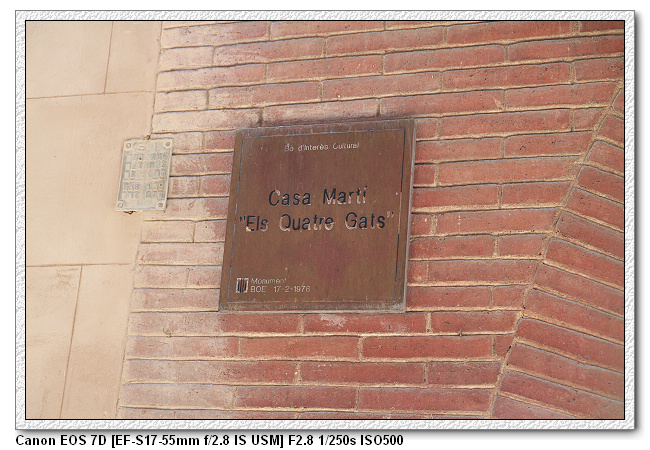 Bé d'Interès Cultural
Casa Martí
"Els Quatre Gats"
Monument
BOE 17-2-1976
Canon EOS 7D [EF-S17-55mm f/2.8 IS USM] F2.8 1/250s ISO500